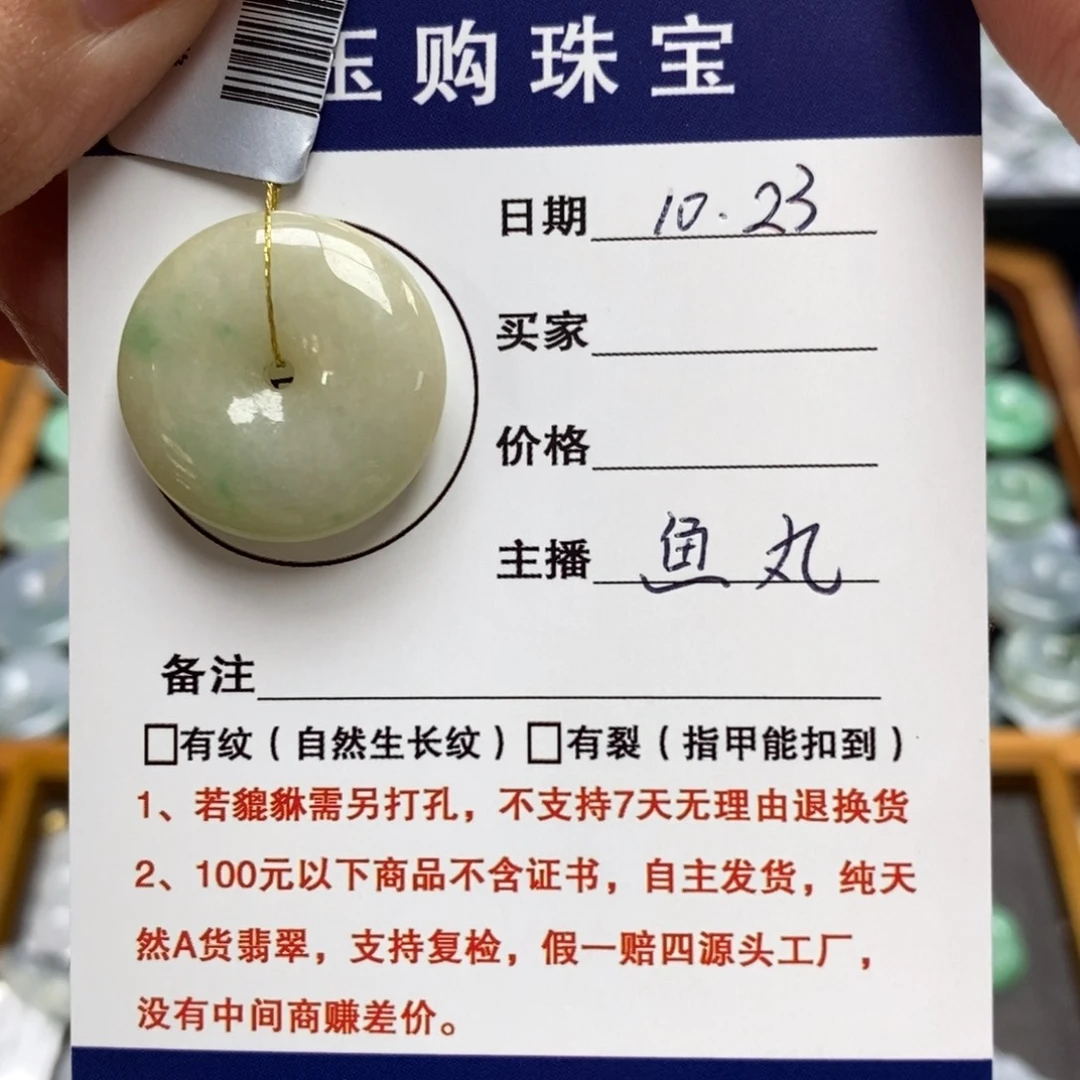 玉购珠宝
日期 10.23
买家
价格
主播 鱼丸
备注
□有纹（自然生长纹）□有裂（指甲能扣到）
1、若貔貅需另打孔，不支持7天无理由退换货
2、100元以下商品不含证书，自主发货，纯天
然A货翡翠，支持复检，假一赔四源头工厂，
没有中间商赚差价。